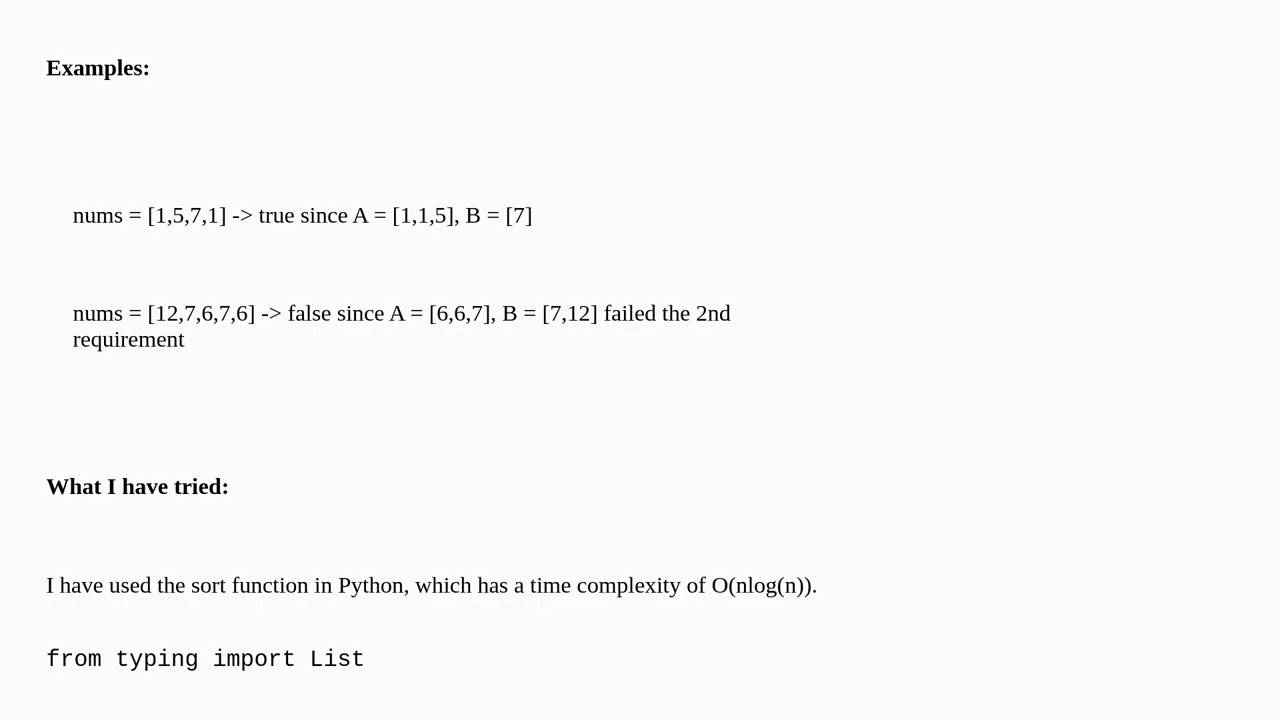 Examples:
nums = [1,5,7,1] -> true since A = [1,1,5], B = [7]
nums = [12,7,6,7,6] -> false since A = [6,6,7], B = [7,12] failed the 2nd
requirement
What I have tried:
I have used the sort function in Python, which has a time complexity of O(nlog(n)).
from typing import List